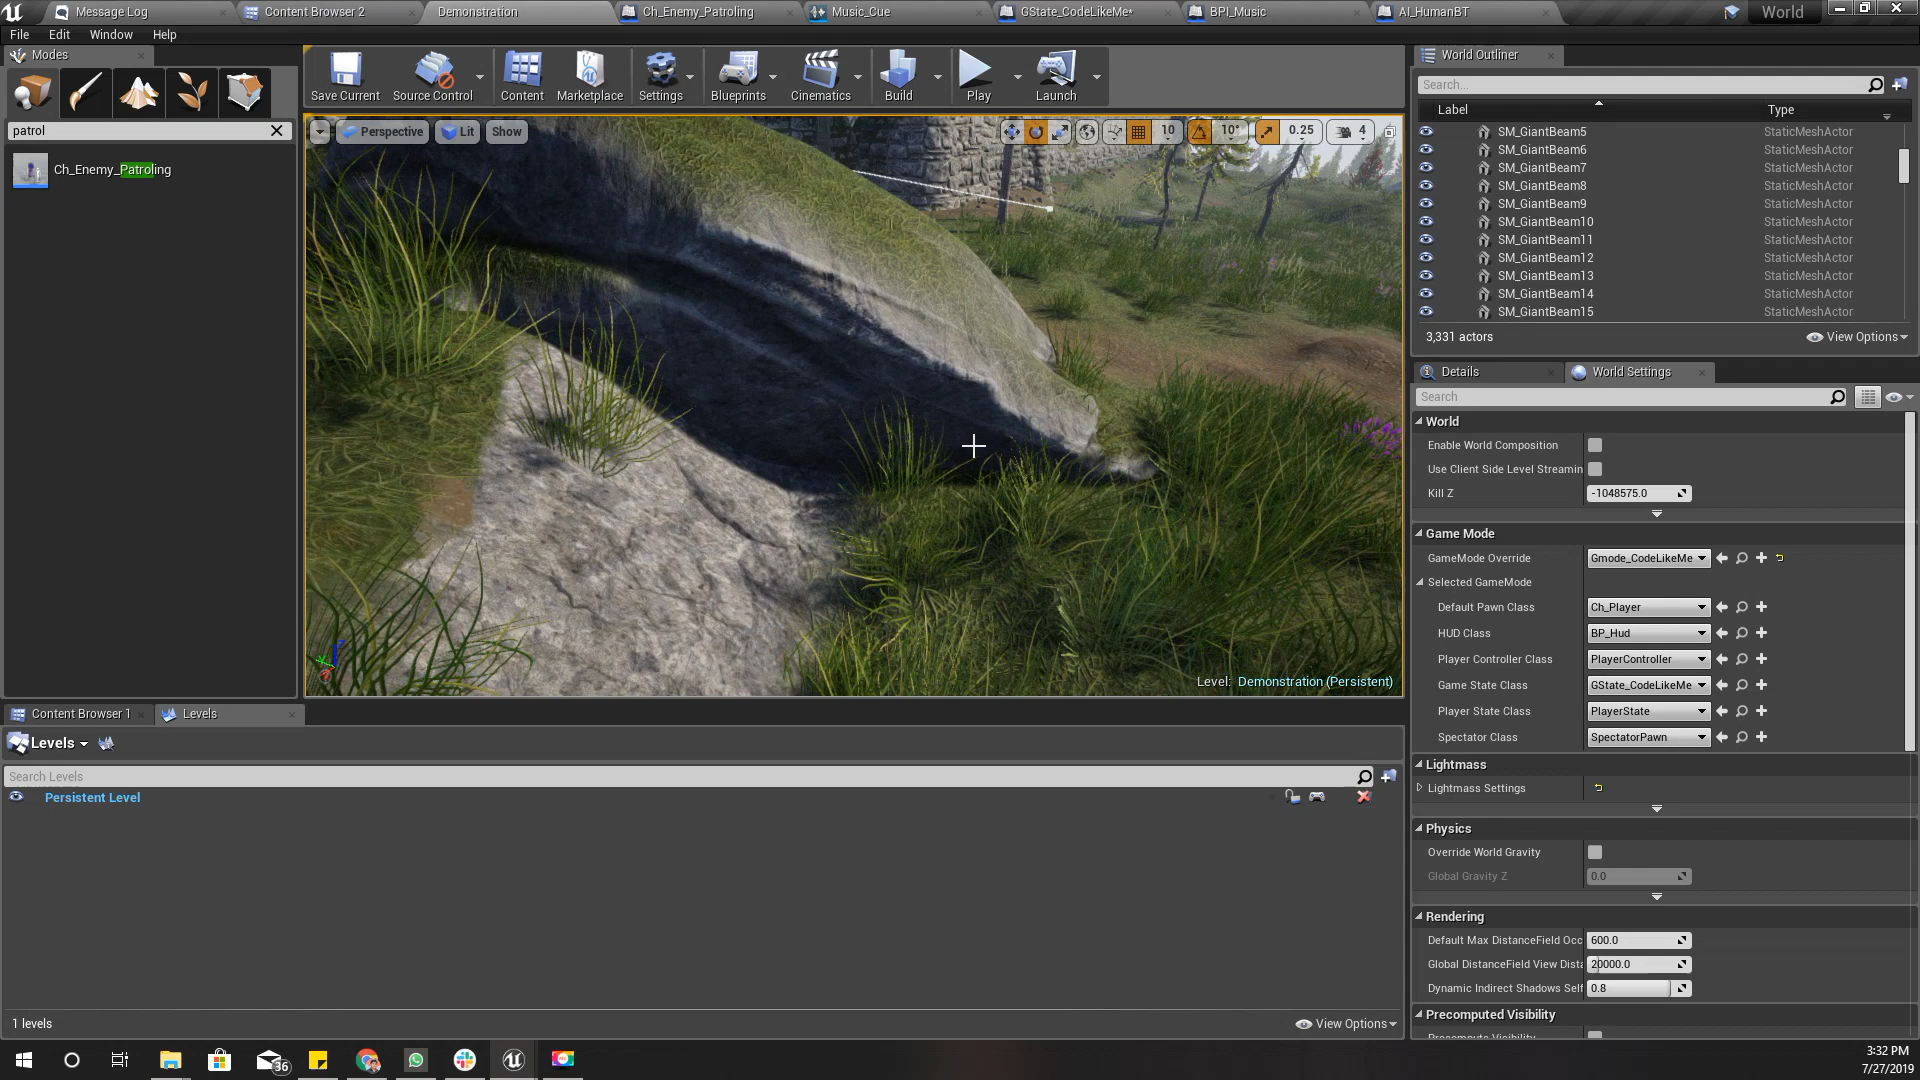 Message Log
Content Browser 2
Demonstration
Ch_Enemy_Patroling
Music_Cue
GState_CodeLikeMe*
BPI_Music
AI_HumanBT
World
File
Edit
Window
Help
Modes
patrol
Ch_Enemy_Patroling
Save Current
Source Control
Content
Marketplace
Settings
Blueprints
Cinematics
Build
Play
Launch
Perspective
Lit
Show
10
10°
0.25
4
Level: Demonstration (Persistent)
World Outliner
Search...
Label
Type
SM_GiantBeam5 StaticMeshActor
SM_GiantBeam6 StaticMeshActor
SM_GiantBeam7 StaticMeshActor
SM_GiantBeam8 StaticMeshActor
SM_GiantBeam9 StaticMeshActor
SM_GiantBeam10 StaticMeshActor
SM_GiantBeam11 StaticMeshActor
SM_GiantBeam12 StaticMeshActor
SM_GiantBeam13 StaticMeshActor
SM_GiantBeam14 StaticMeshActor
SM_GiantBeam15 StaticMeshActor
3,331 actors
View Options
Details
World Settings
Search
World
Enable World Composition
Use Client Side Level Streamin
Kill Z -1048575.0
Game Mode
GameMode Override Gmode_CodeLikeMe
Selected GameMode
Default Pawn Class Ch_Player
HUD Class BP_Hud
Player Controller Class PlayerController
Game State Class GState_CodeLikeMe
Player State Class PlayerState
Spectator Class SpectatorPawn
Lightmass
Lightmass Settings
Physics
Override World Gravity
Global Gravity Z 0.0
Rendering
Default Max DistanceField Occ 600.0
Global DistanceField View Dista 20000.0
Dynamic Indirect Shadows Self 0.8
Precomputed Visibility
Content Browser 1
Levels
Levels
Search Levels
Persistent Level
1 levels
View Options
36
3:32 PM
7/27/2019